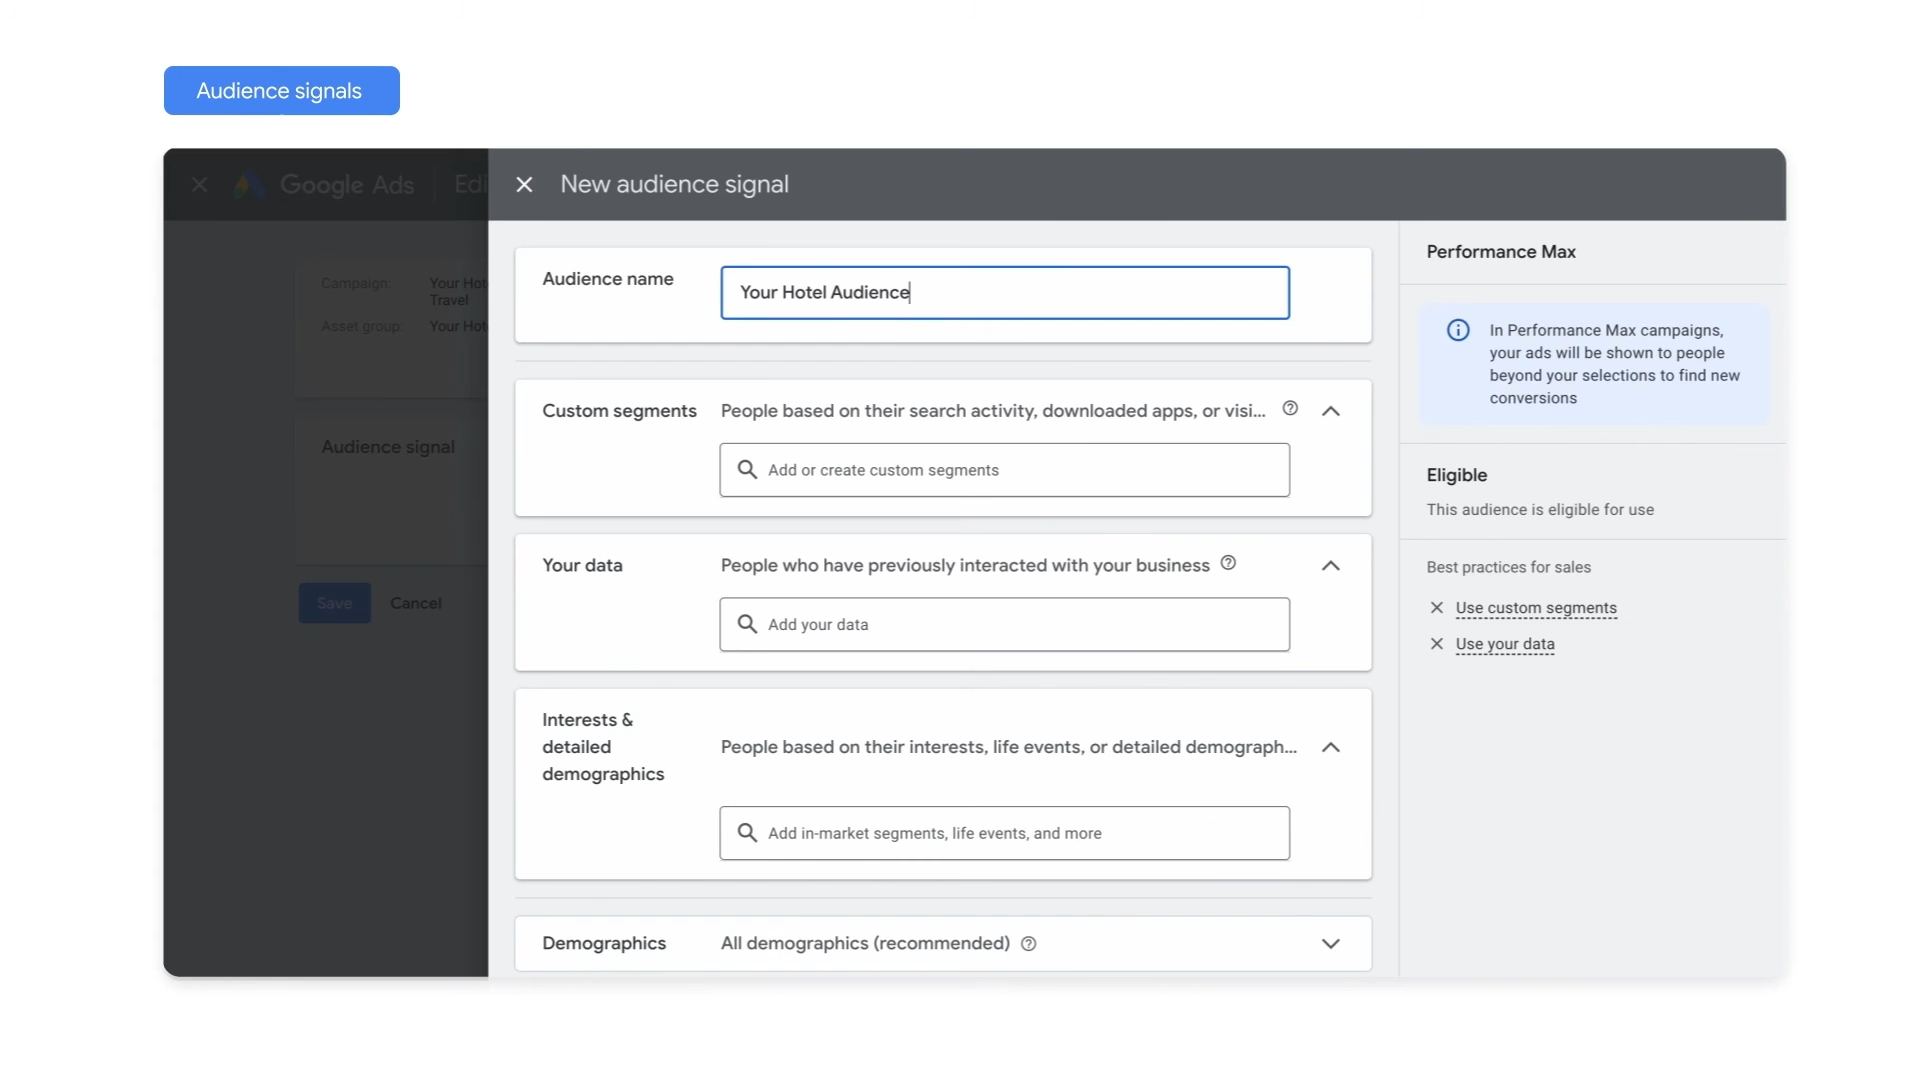 Audience signals
Google Ads
Edi
New audience signal
Campaign:
Your Hot
Travel
Asset group:
Your Hot
Audience signal
Save
Cancel
Audience name
Your Hotel Audience
Custom segments
People based on their search activity, downloaded apps, or visi...
Add or create custom segments
Your data
People who have previously interacted with your business
Add your data
Interests &
detailed
demographics
People based on their interests, life events, or detailed demograph...
Add in-market segments, life events, and more
Demographics
All demographics (recommended)
Performance Max
In Performance Max campaigns,
your ads will be shown to people
beyond your selections to find new
conversions
Eligible
This audience is eligible for use
Best practices for sales
Use custom segments
Use your data